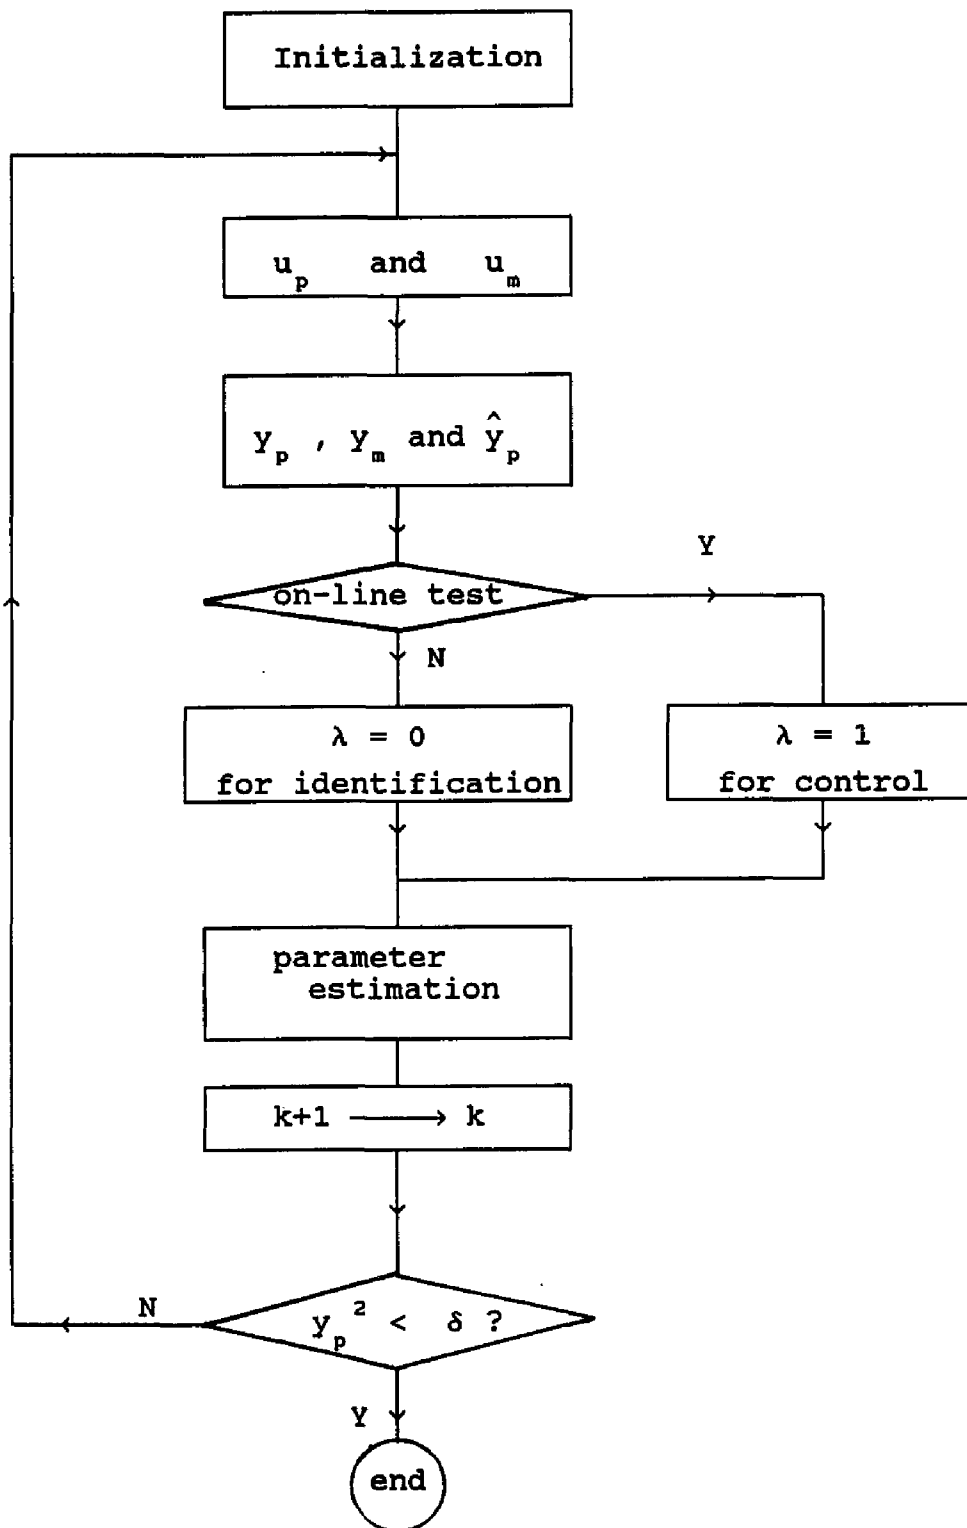 Initialization
u_p and u_m
y_p , y_m and ŷ_p
Y
on-line test
N
λ = 0
for identification
λ = 1
for control
parameter
estimation
k+1 ⟶ k
N
y_p² < δ ?
Y
end